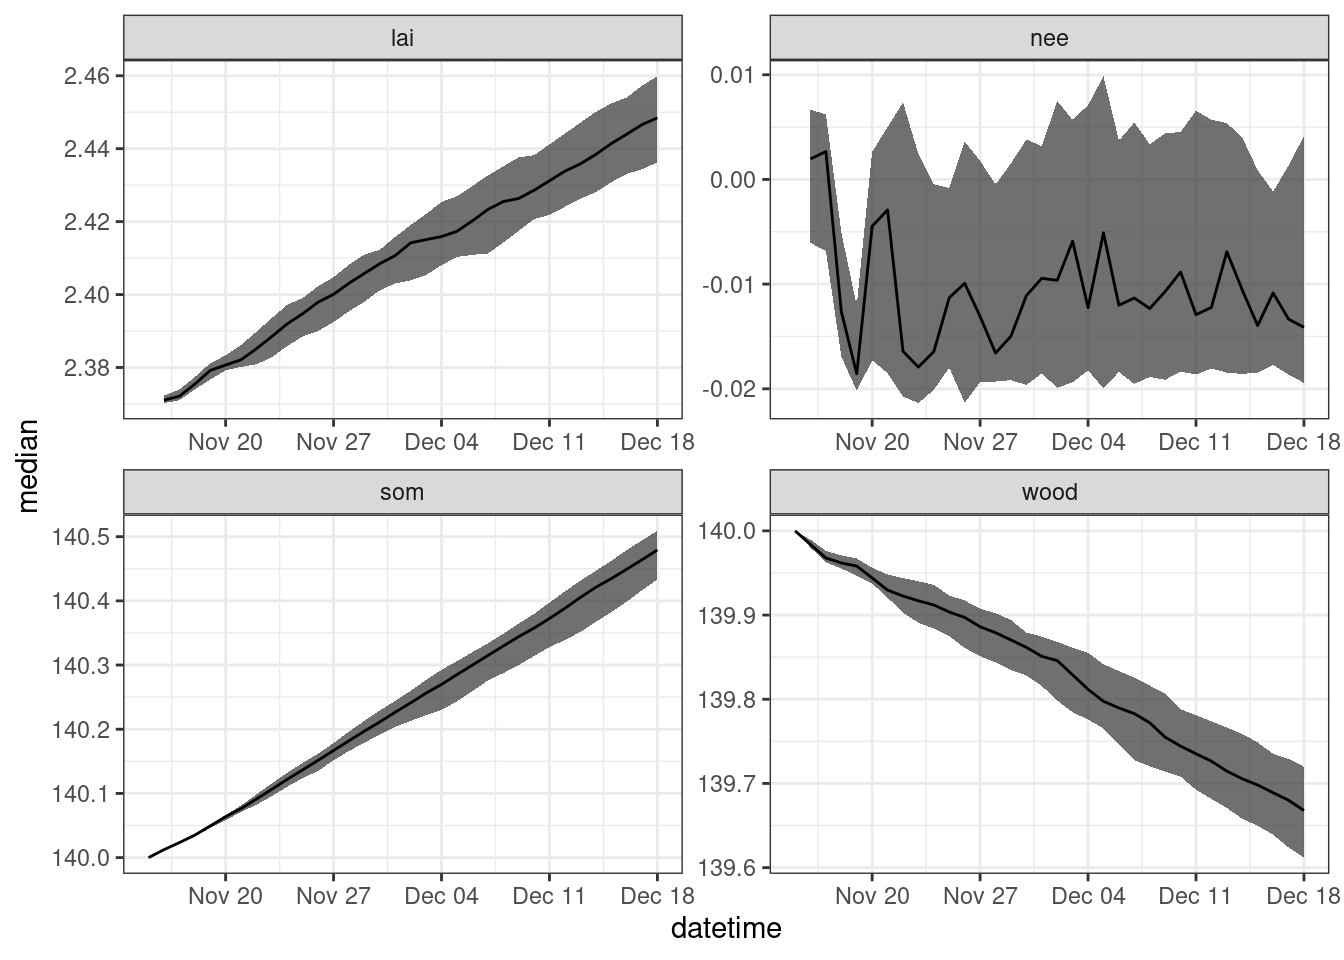 lai
nee
2.46
2.44
2.42
2.40
2.38
0.01
0.00
-0.01
-0.02
Nov 20 Nov 27 Dec 04 Dec 11 Dec 18
Nov 20 Nov 27 Dec 04 Dec 11 Dec 18
median
som
wood
140.5
140.4
140.3
140.2
140.1
140.0
140.0
139.9
139.8
139.7
139.6
Nov 20 Nov 27 Dec 04 Dec 11 Dec 18
Nov 20 Nov 27 Dec 04 Dec 11 Dec 18
datetime